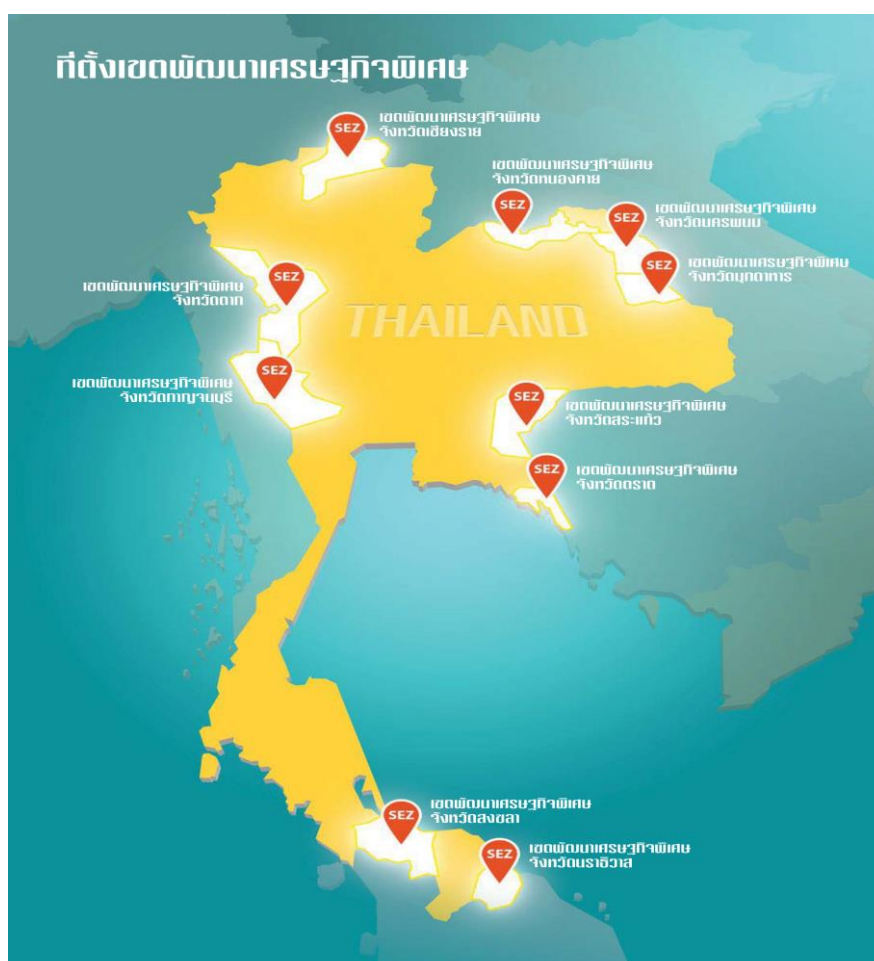 ที่ตั้งเขตพัฒนาเศรษฐกิจพิเศษ
SEZ
เขตพัฒนาเศรษฐกิจพิเศษ
จังหวัดเชียงราย
SEZ
เขตพัฒนาเศรษฐกิจพิเศษ
จังหวัดหนองคาย
SEZ
เขตพัฒนาเศรษฐกิจพิเศษ
จังหวัดนครพนม
SEZ
เขตพัฒนาเศรษฐกิจพิเศษ
จังหวัดมุกดาหาร
เขตพัฒนาเศรษฐกิจพิเศษ
จังหวัดตาก
SEZ
THAILAND
เขตพัฒนาเศรษฐกิจพิเศษ
จังหวัดกาญจนบุรี
SEZ
SEZ
เขตพัฒนาเศรษฐกิจพิเศษ
จังหวัดสระแก้ว
SEZ
เขตพัฒนาเศรษฐกิจพิเศษ
จังหวัดตราด
SEZ
เขตพัฒนาเศรษฐกิจพิเศษ
จังหวัดสงขลา
SEZ
เขตพัฒนาเศรษฐกิจพิเศษ
จังหวัดนราธิวาส